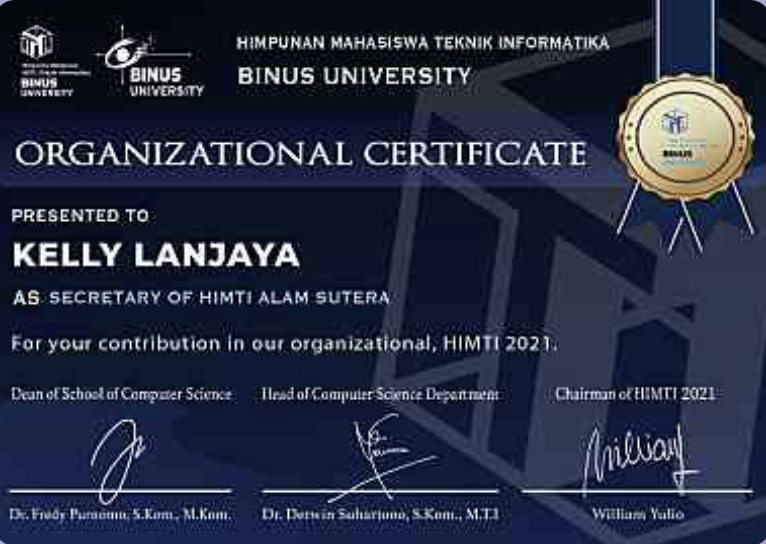 HIMPUNAN MAHASISWA TEKNIK INFORMATIKA
BINUS UNIVERSITY
BINUS
UNIVERSITY
BINUS
UNIVERSITY
ORGANIZATIONAL CERTIFICATE
BINUS
PRESENTED TO
KELLY LANJAYA
AS SECRETARY OF HIMTI ALAM SUTERA
For your contribution in our organizational, HIMTI 2021.
Dean of School of Computer Science
Head of Computer Science Department
Chairman of HIMTI 2021
Dr. Fredy Purnomo, S.Kom., M.Kom.
Dr. Derwin Suhartono, S.Kom., M.T.I
William Yulio